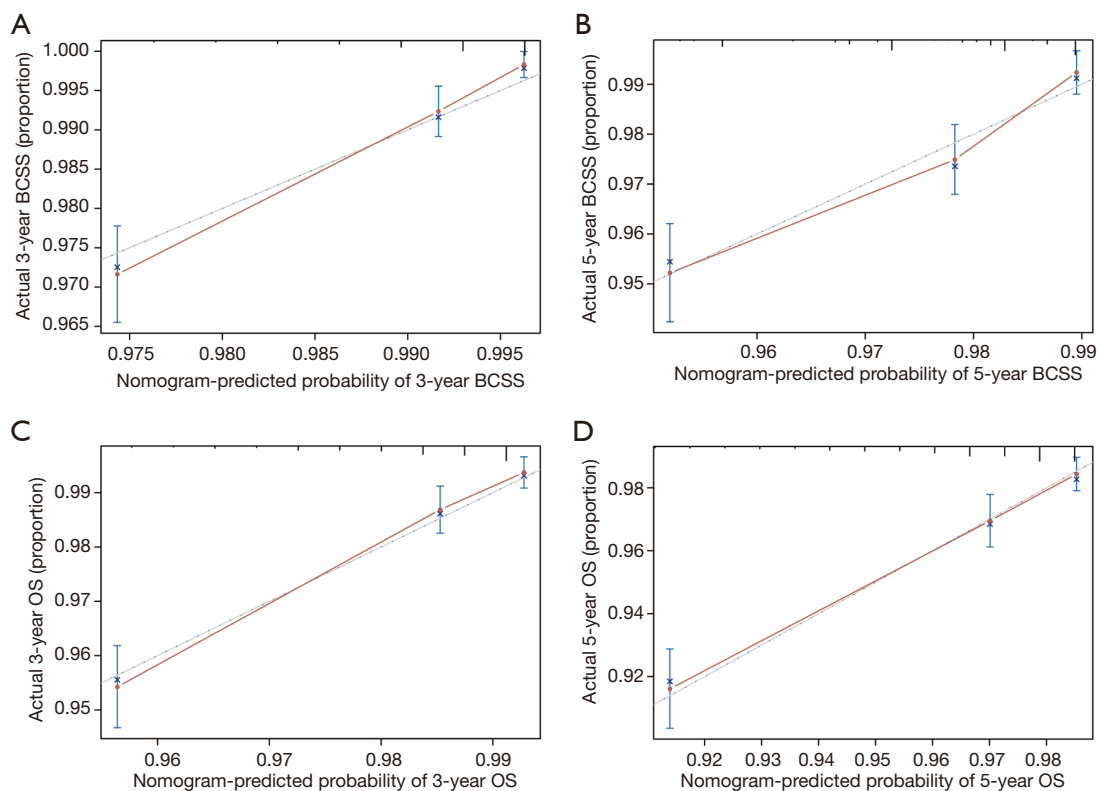 A
Actual 3-year BCSS (proportion)
1.000
0.995
0.990
0.985
0.980
0.975
0.970
0.965
0.975 0.980 0.985 0.990 0.995
Nomogram-predicted probability of 3-year BCSS
B
Actual 5-year BCSS (proportion)
0.99
0.98
0.97
0.96
0.95
0.96 0.97 0.98 0.99
Nomogram-predicted probability of 5-year BCSS
C
Actual 3-year OS (proportion)
0.99
0.98
0.97
0.96
0.95
0.96 0.97 0.98 0.99
Nomogram-predicted probability of 3-year OS
D
Actual 5-year OS (proportion)
0.98
0.96
0.94
0.92
0.92 0.93 0.94 0.95 0.96 0.97 0.98
Nomogram-predicted probability of 5-year OS